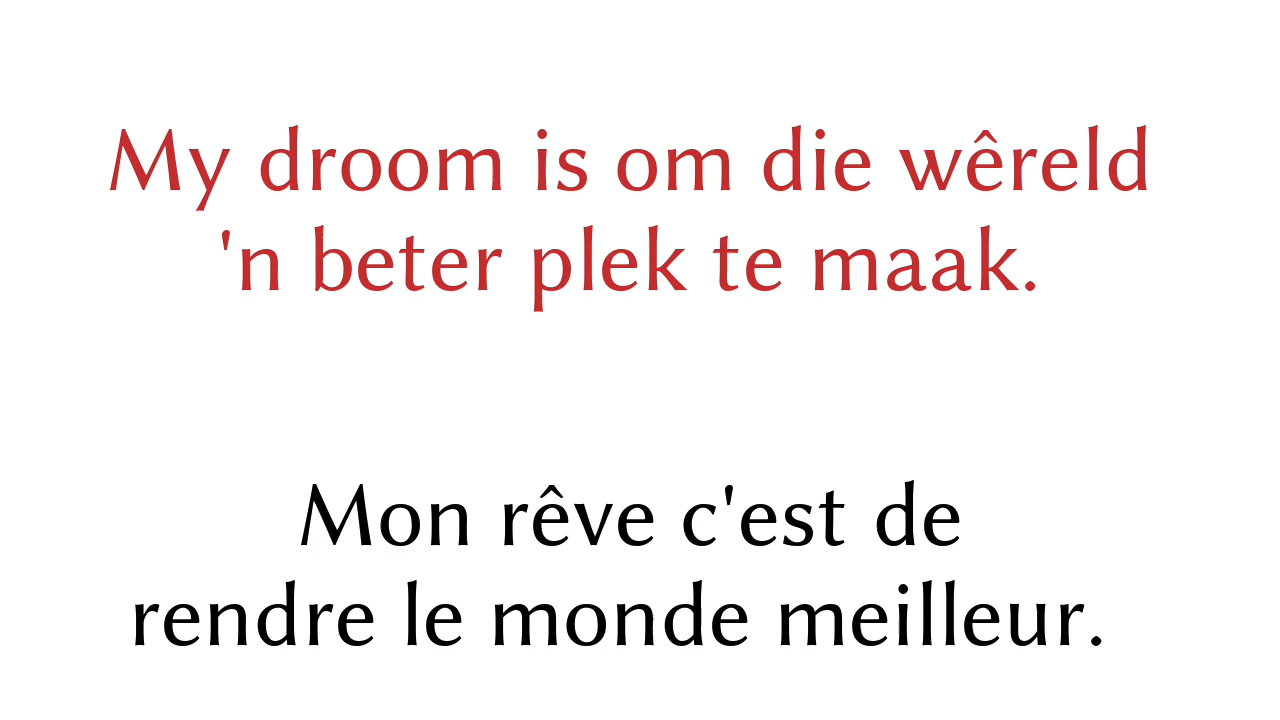 My droom is om die wêreld
'n beter plek te maak.
Mon rêve c'est de
rendre le monde meilleur.